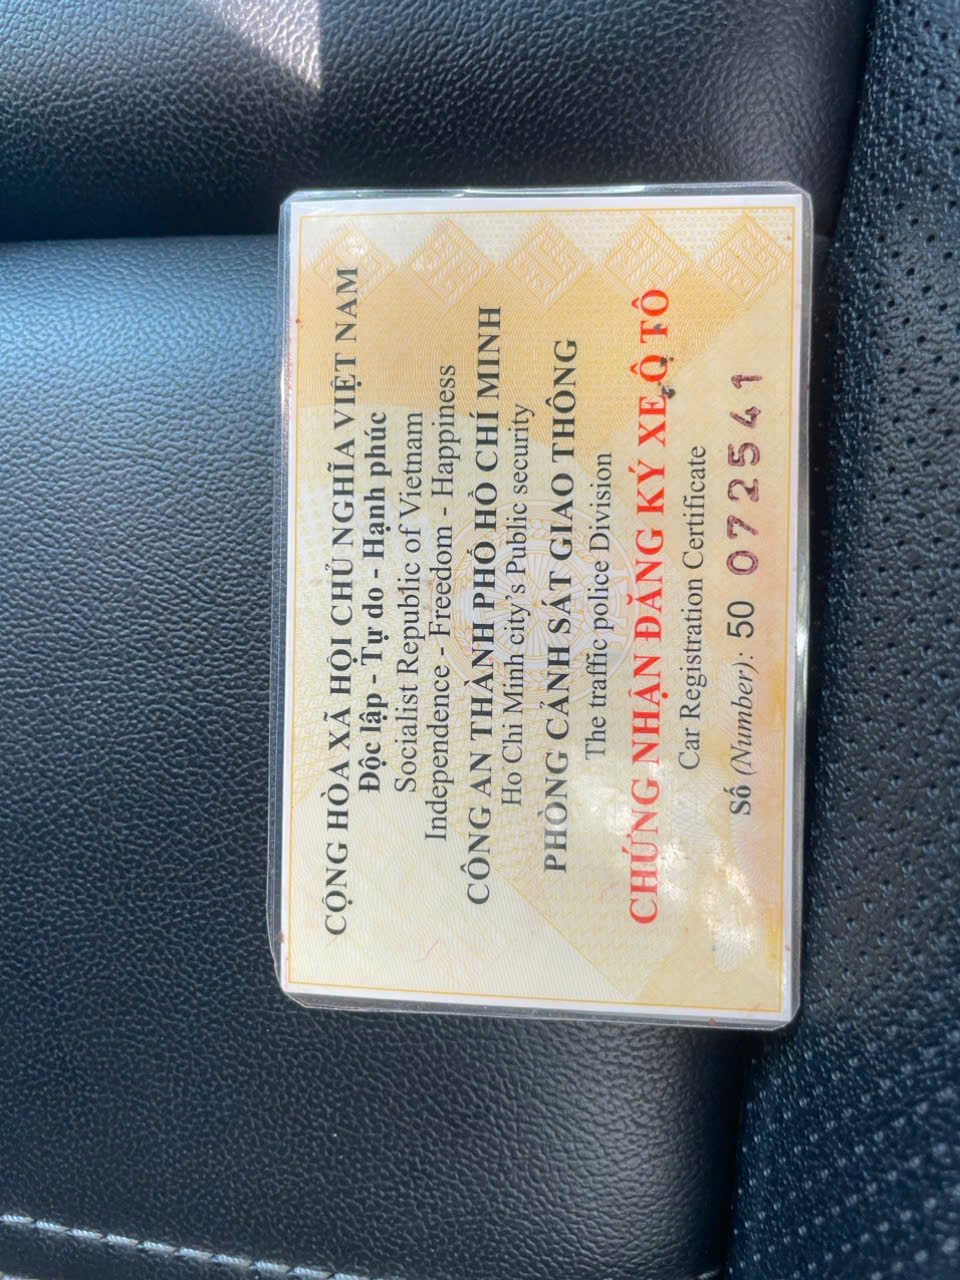 CỘNG HÒA XÃ HỘI CHỦ NGHĨA VIỆT NAM
Độc lập - Tự do - Hạnh phúc
Socialist Republic of Vietnam
Independence - Freedom - Happiness
CÔNG AN THÀNH PHỐ HỒ CHÍ MINH
Ho Chi Minh city's Public security
PHÒNG CẢNH SÁT GIAO THÔNG
The traffic police Division
CHỨNG NHẬN ĐĂNG KÝ XE Ô TÔ
Car Registration Certificate
Số (Number): 50 072541